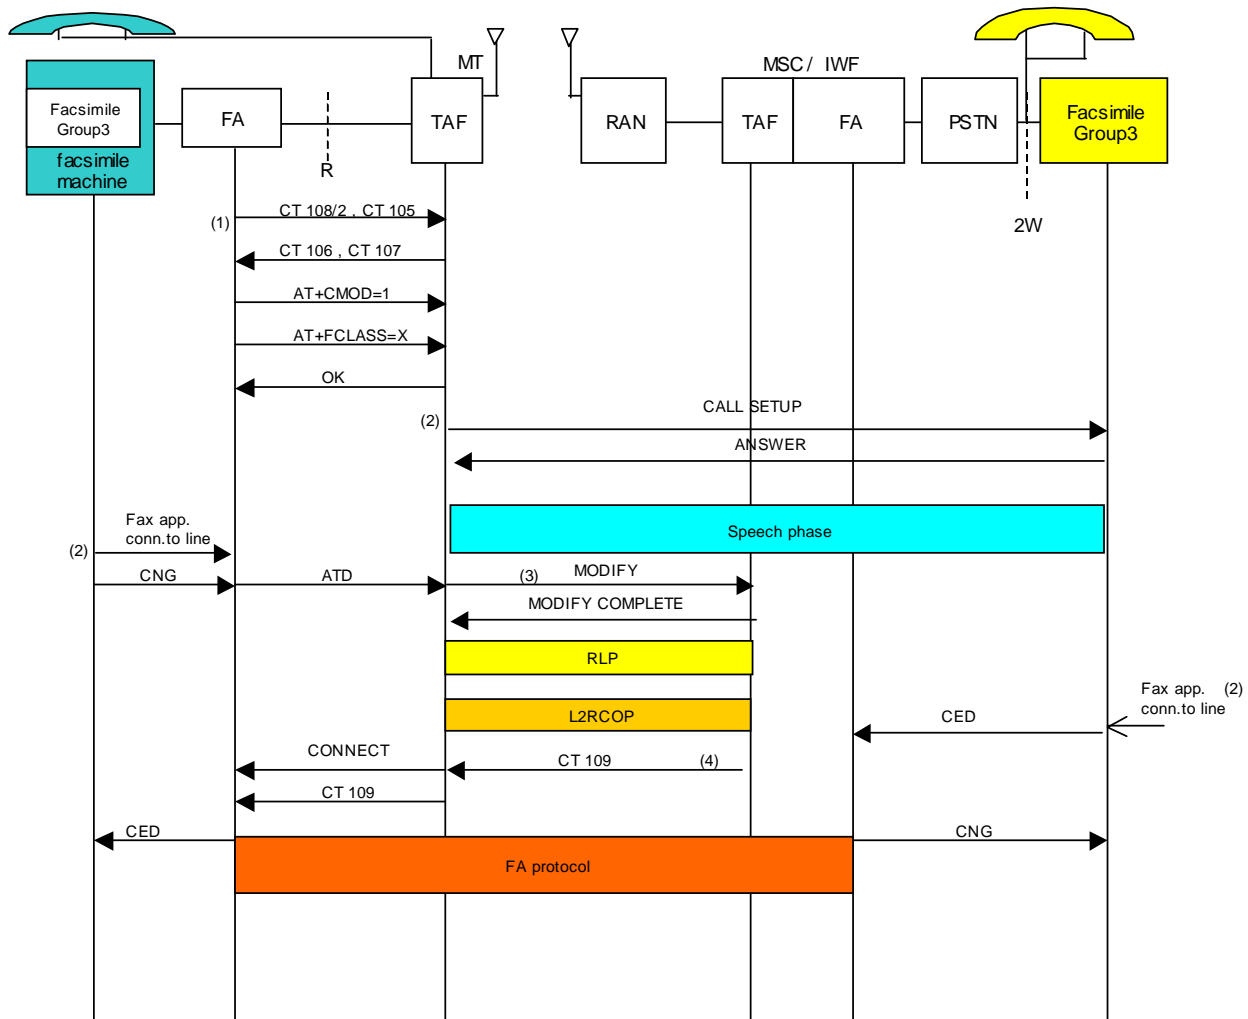 MT
MSC / IWF
Facsimile
Group3
facsimile
machine
FA
R
TAF
RAN
TAF
FA
PSTN
2W
Facsimile
Group3
(1)
CT 108/2 , CT 105
CT 106 , CT 107
AT+CMOD=1
AT+FCLASS=X
OK
(2)
CALL SETUP
ANSWER
Speech phase
Fax app.
conn.to line
(2)
CNG
ATD
(3)
MODIFY
MODIFY COMPLETE
RLP
L2RCOP
Fax app. (2)
conn.to line
CED
CONNECT
CT 109
(4)
CT 109
CED
CNG
FA protocol